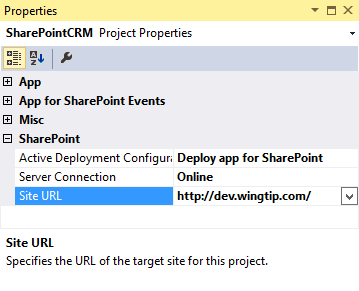 Properties
SharePointCRM Project Properties
App
App for SharePoint Events
Misc
SharePoint
Active Deployment Configura Deploy app for SharePoint
Server Connection Online
Site URL http://dev.wingtip.com/
Site URL
Specifies the URL of the target site for this project.